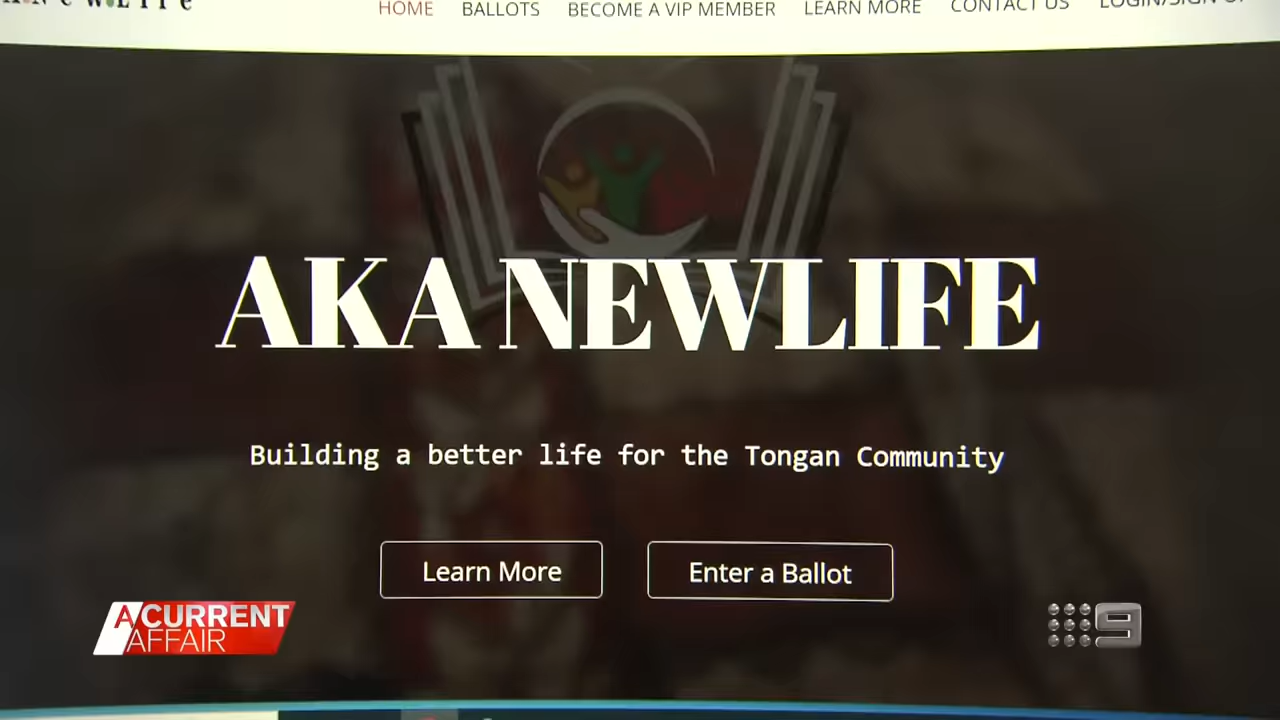 HOME BALLOTS BECOME A VIP MEMBER LEARN MORE CONTACT US
AKA NEWLIFE
Building a better life for the Tongan Community
Learn More Enter a Ballot
A CURRENT
AFFAIR
9